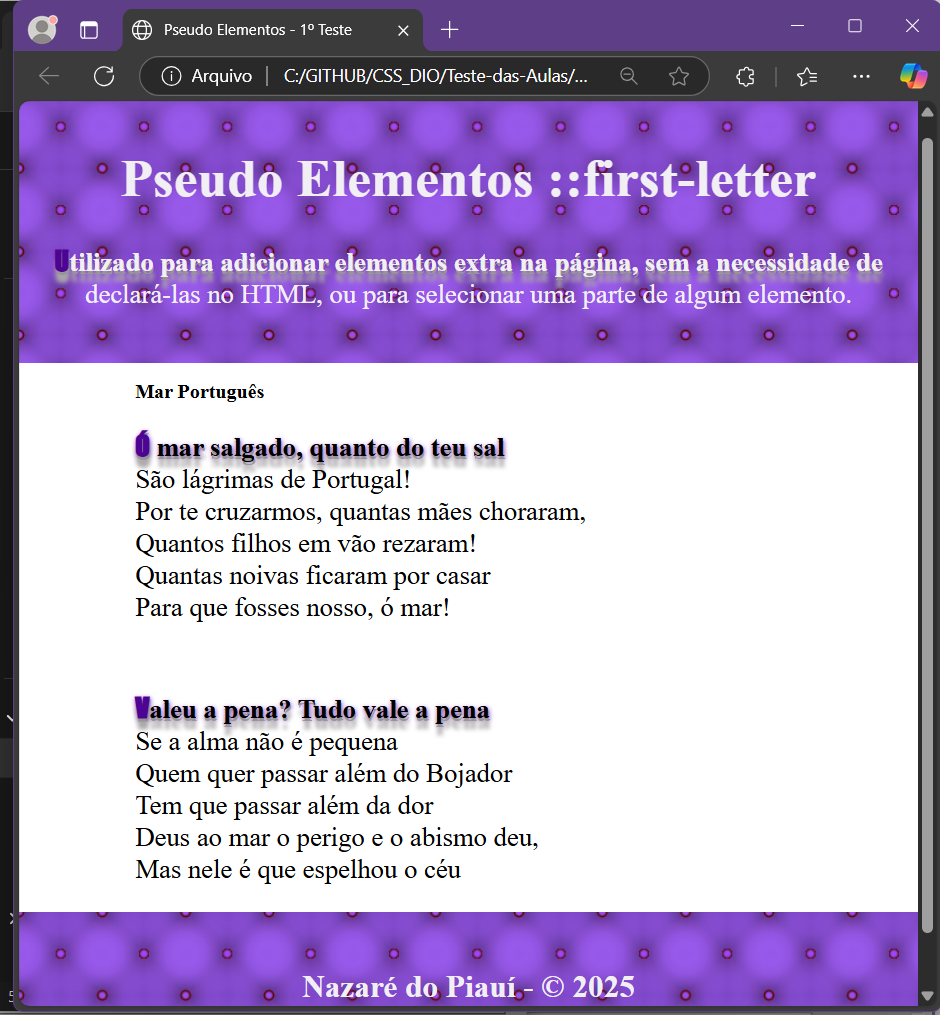 Pseudo Elementos - 1º Teste
Arquivo
C:/GITHUB/CSS_DIO/Teste-das-Aulas/...
Pseudo Elementos ::first-letter
Utilizado para adicionar elementos extra na página, sem a necessidade de
declará-las no HTML, ou para selecionar uma parte de algum elemento.
Mar Português
Ó mar salgado, quanto do teu sal
São lágrimas de Portugal!
Por te cruzarmos, quantas mães choraram,
Quantos filhos em vão rezaram!
Quantas noivas ficaram por casar
Para que fosses nosso, ó mar!
Valeu a pena? Tudo vale a pena
Se a alma não é pequena
Quem quer passar além do Bojador
Tem que passar além da dor
Deus ao mar o perigo e o abismo deu,
Mas nele é que espelhou o céu
Nazaré do Piauí - © 2025